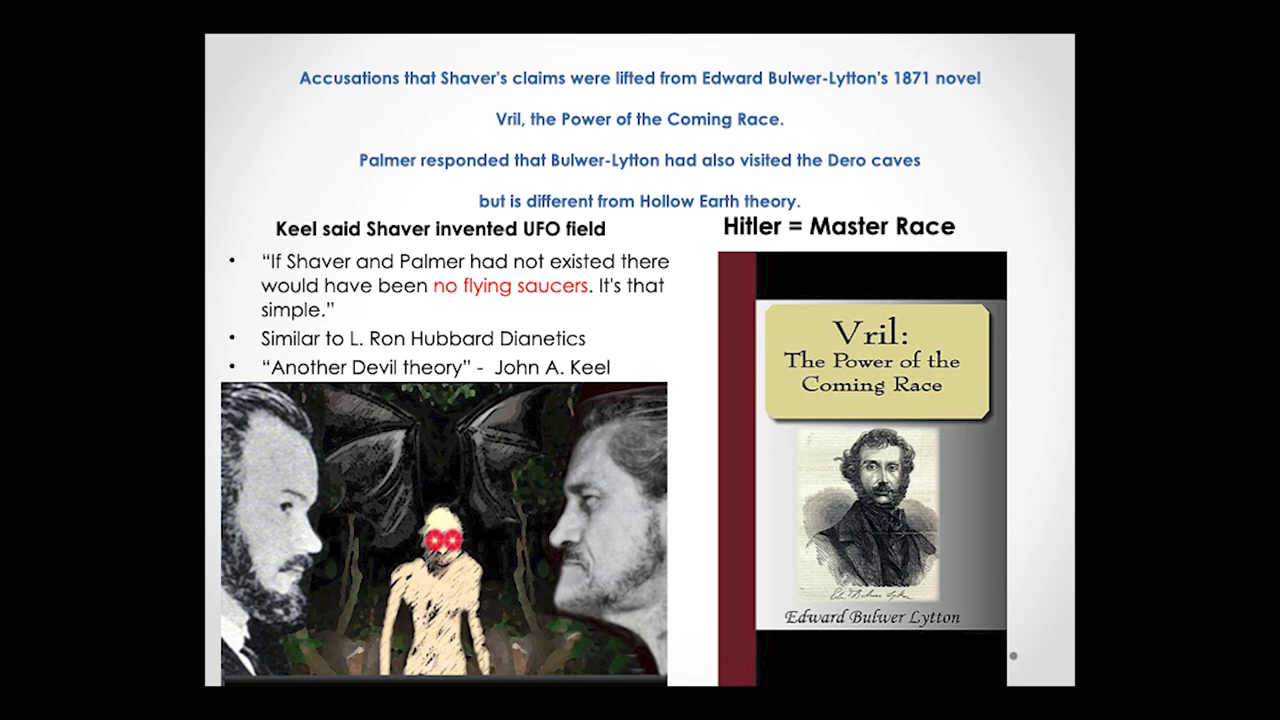 Accusations that Shaver's claims were lifted from Edward Bulwer-Lytton's 1871 novel
Vril, the Power of the Coming Race.
Palmer responded that Bulwer-Lytton had also visited the Dero caves
but is different from Hollow Earth theory.
Keel said Shaver invented UFO field
• “If Shaver and Palmer had not existed there
would have been no flying saucers. It's that
simple.”
• Similar to L. Ron Hubbard Dianetics
• “Another Devil theory” - John A. Keel
Hitler = Master Race
Vril:
The Power of the
Coming Race
Edward Bulwer Lytton